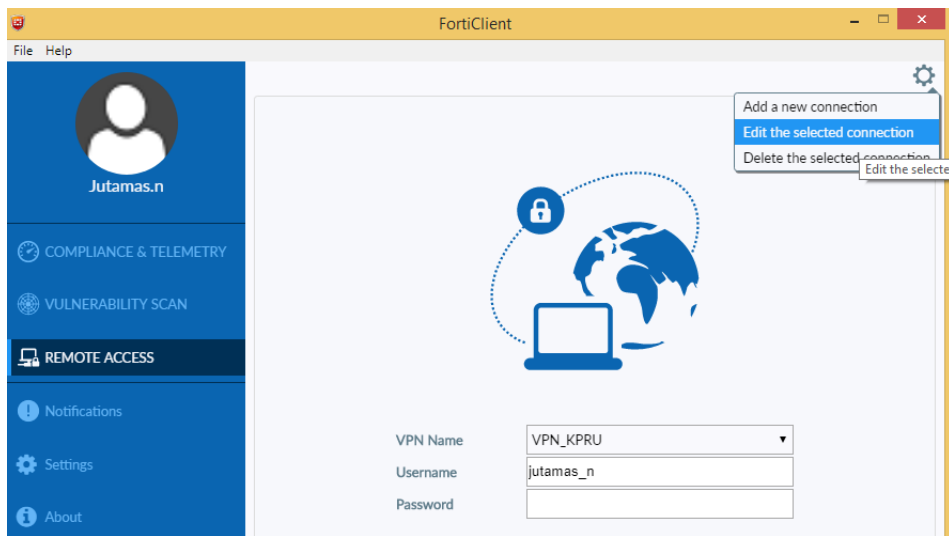 FortiClient
File Help
Add a new connection
Edit the selected connection
Delete the selected connection
Edit the selecte
Jutamas.n
COMPLIANCE & TELEMETRY
VULNERABILITY SCAN
REMOTE ACCESS
Notifications
Settings
About
VPN Name VPN_KPRU
Username jutamas_n
Password